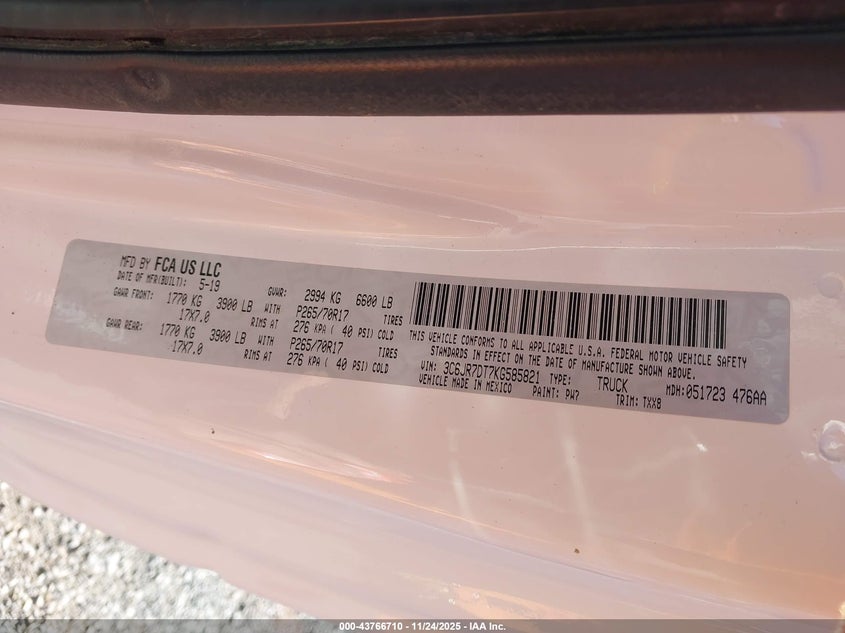 MFD BY FCA US LLC
DATE OF MFR(BUILT): 5-19 GVWR: 2994 KG 6600 LB
GAWR FRONT: 1770 KG 3900 LB WITH P265/70R17 TIRES
17X7.0 RIMS AT 276 KPA ( 40 PSI) COLD
GAWR REAR: 1770 KG 3900 LB WITH P265/70R17 TIRES
17X7.0 RIMS AT 276 KPA ( 40 PSI) COLD
THIS VEHICLE CONFORMS TO ALL APPLICABLE U.S.A. FEDERAL MOTOR VEHICLE SAFETY
STANDARDS IN EFFECT ON THE DATE OF MANUFACTURE SHOWN ABOVE.
VIN: 3C6JR7DT7KG585821 TYPE: TRUCK MDH: 051723 476AA
VEHICLE MADE IN MEXICO PAINT: PW7 TRIM: TXX8
000-43766710 | 11/24/2025 - IAA Inc.